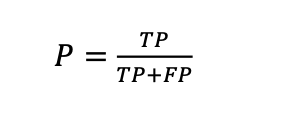 P = TP / TP+FP